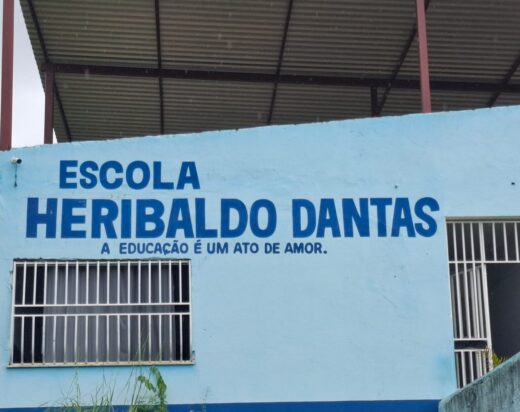 ESCOLA
HERIBALDO DANTAS
A EDUCAÇÃO É UM ATO DE AMOR.